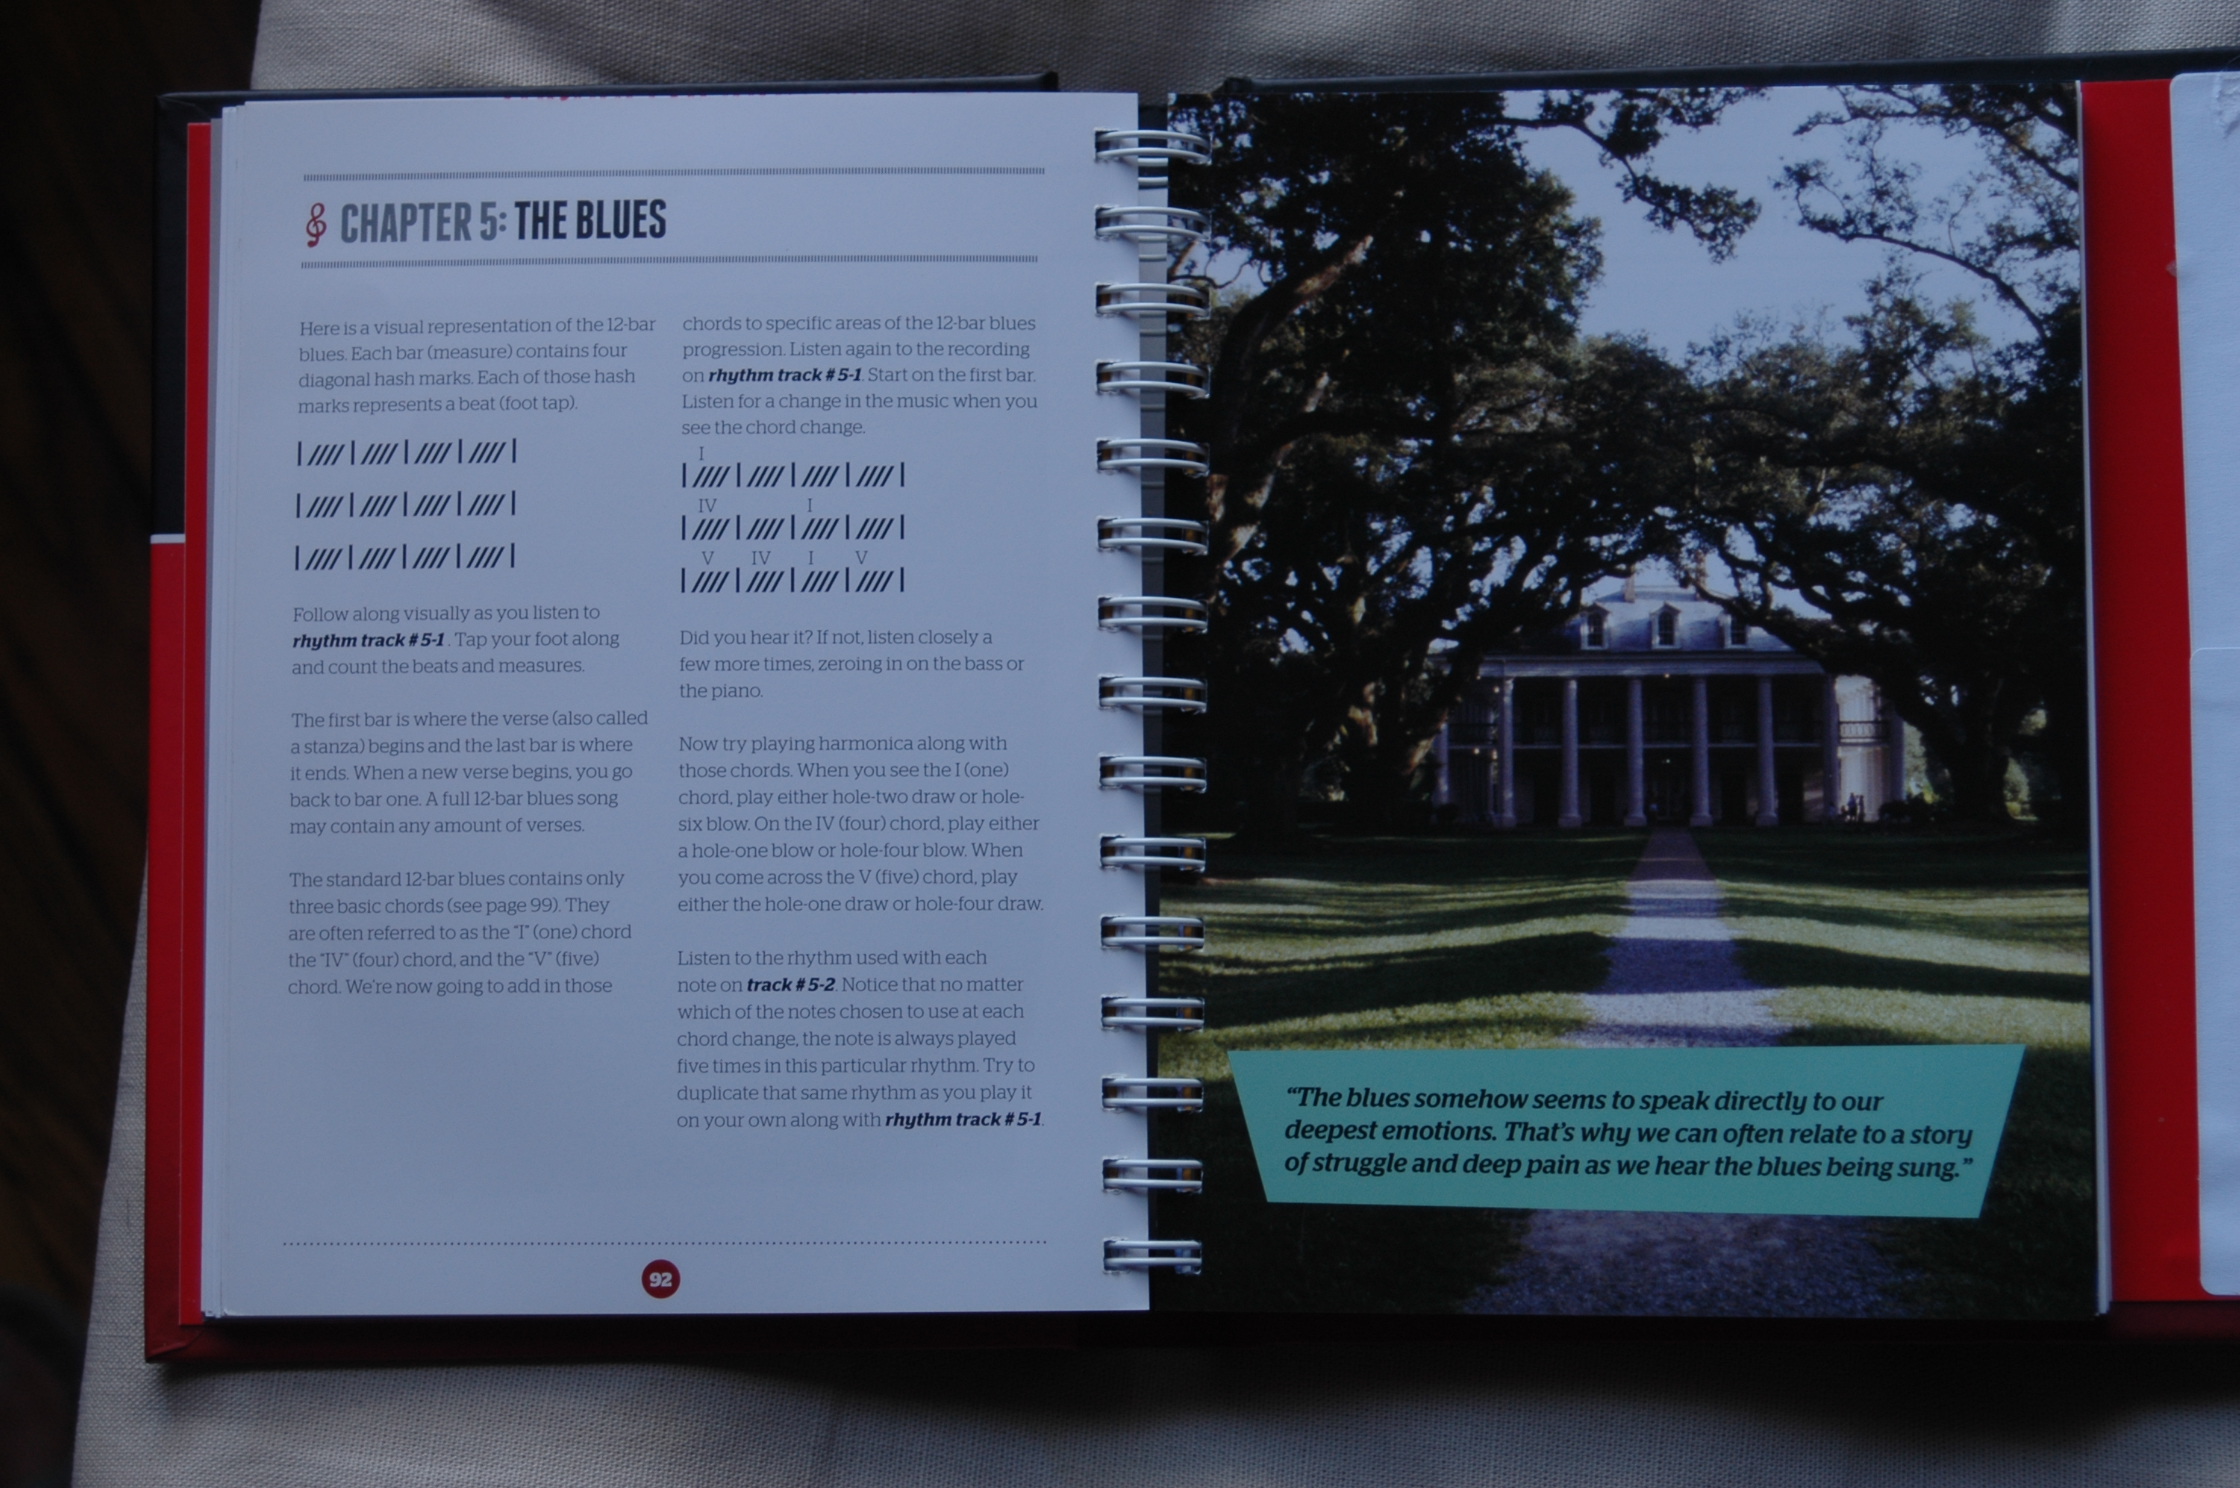 CHAPTER 5: THE BLUES
Here is a visual representation of the 12-bar
blues. Each bar (measure) contains four
diagonal hash marks. Each of those hash
marks represents a beat (foot tap).
| //// | //// | //// | //// |
| //// | //// | //// | //// |
| //// | //// | //// | //// |
Follow along visually as you listen to
rhythm track #5-1. Tap your foot along
and count the beats and measures.
The first bar is where the verse (also called
a stanza) begins and the last bar is where
it ends. When a new verse begins, you go
back to bar one. A full 12-bar blues song
may contain any amount of verses.
The standard 12-bar blues contains only
three basic chords (see page 99). They
are often referred to as the "I" (one) chord
the "IV" (four) chord, and the "V" (five)
chord. We're now going to add in those
chords to specific areas of the 12-bar blues
progression. Listen again to the recording
on rhythm track #5-1. Start on the first bar.
Listen for a change in the music when you
see the chord change.
I
| //// | //// | //// | //// |
IV I
| //// | //// | //// | //// |
V IV I V
| //// | //// | //// | //// |
Did you hear it? If not, listen closely a
few more times, zeroing in on the bass or
the piano.
Now try playing harmonica along with
those chords. When you see the I (one)
chord, play either hole-two draw or hole-
six blow. On the IV (four) chord, play either
a hole-one blow or hole-four blow. When
you come across the V (five) chord, play
either the hole-one draw or hole-four draw.
Listen to the rhythm used with each
note on track #5-2. Notice that no matter
which of the notes chosen to use at each
chord change, the note is always played
five times in this particular rhythm. Try to
duplicate that same rhythm as you play it
on your own along with rhythm track #5-1.
92
“The blues somehow seems to speak directly to our
deepest emotions. That’s why we can often relate to a story
of struggle and deep pain as we hear the blues being sung.”